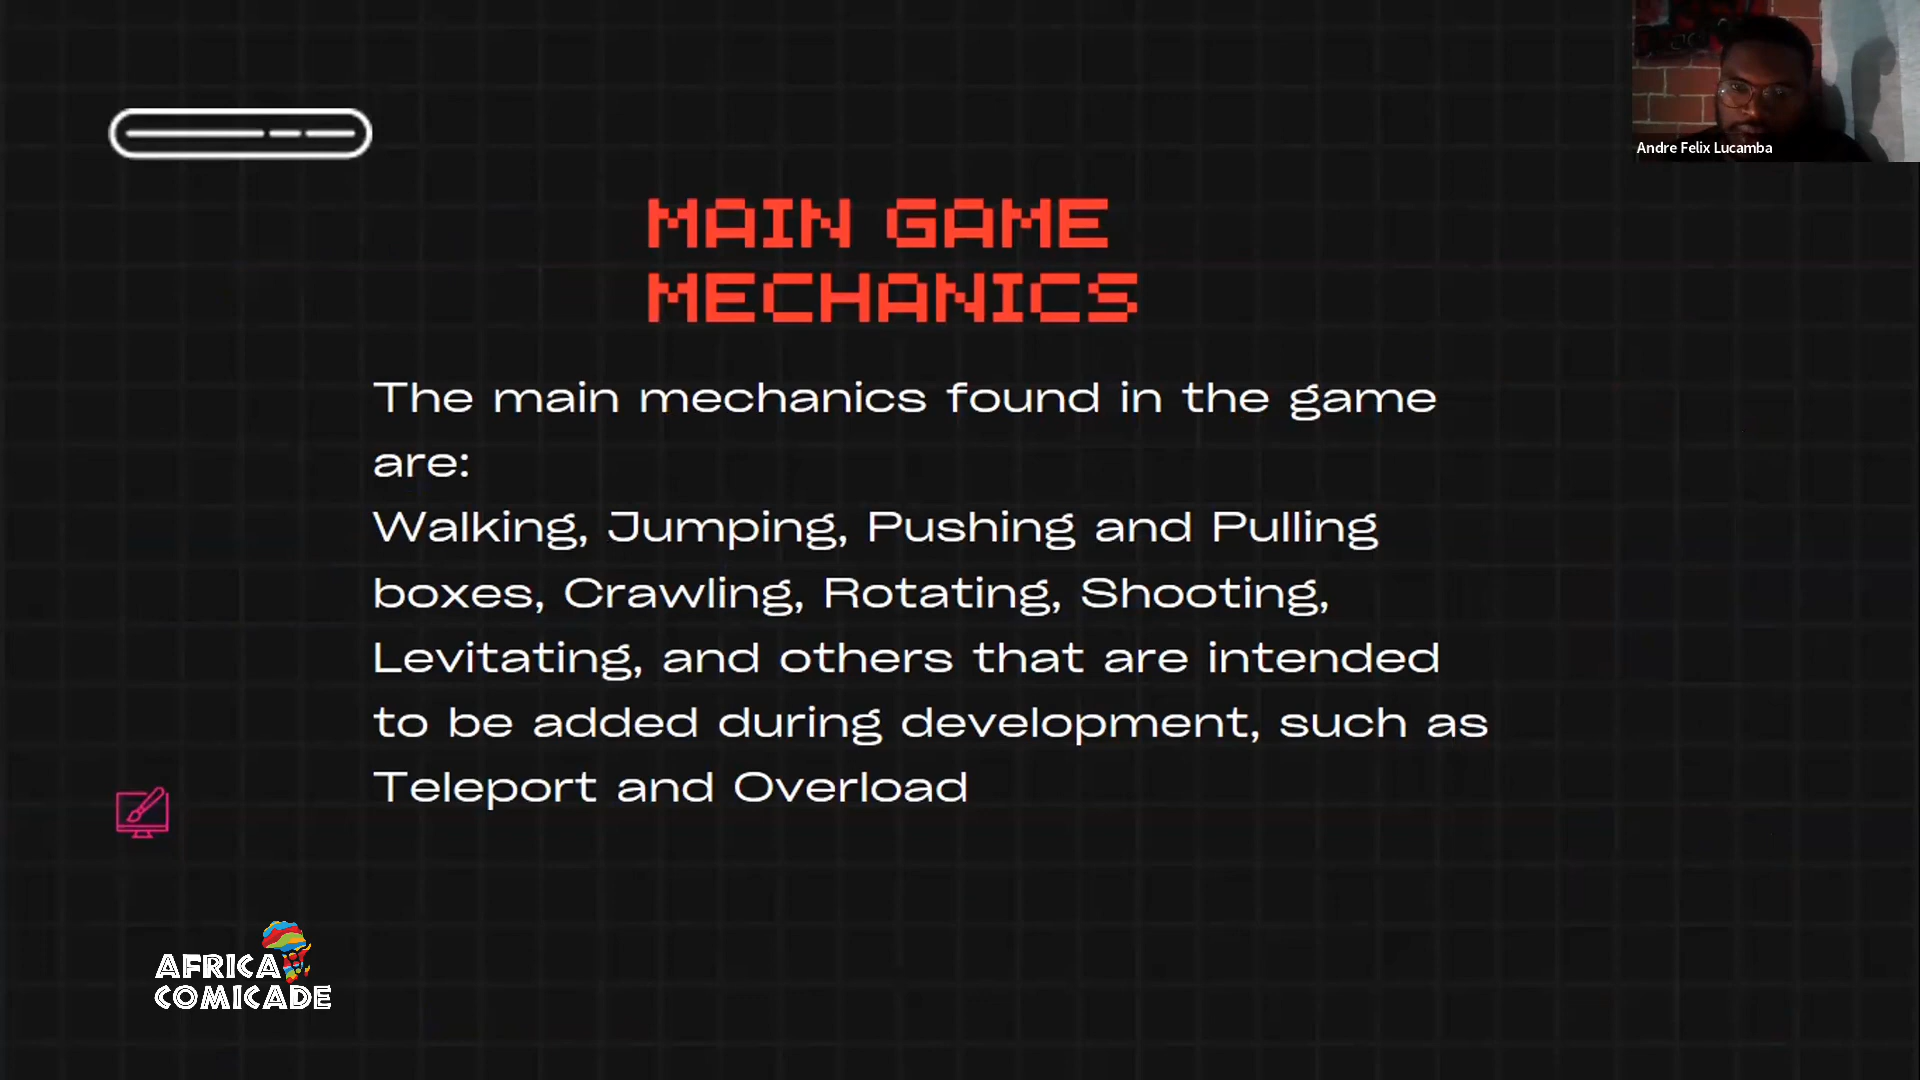 Andre Felix Lucamba
MAIN GAME
MECHANICS
The main mechanics found in the game
are:
Walking, Jumping, Pushing and Pulling
boxes, Crawling, Rotating, Shooting,
Levitating, and others that are intended
to be added during development, such as
Teleport and Overload
AFRICA
COMICADE